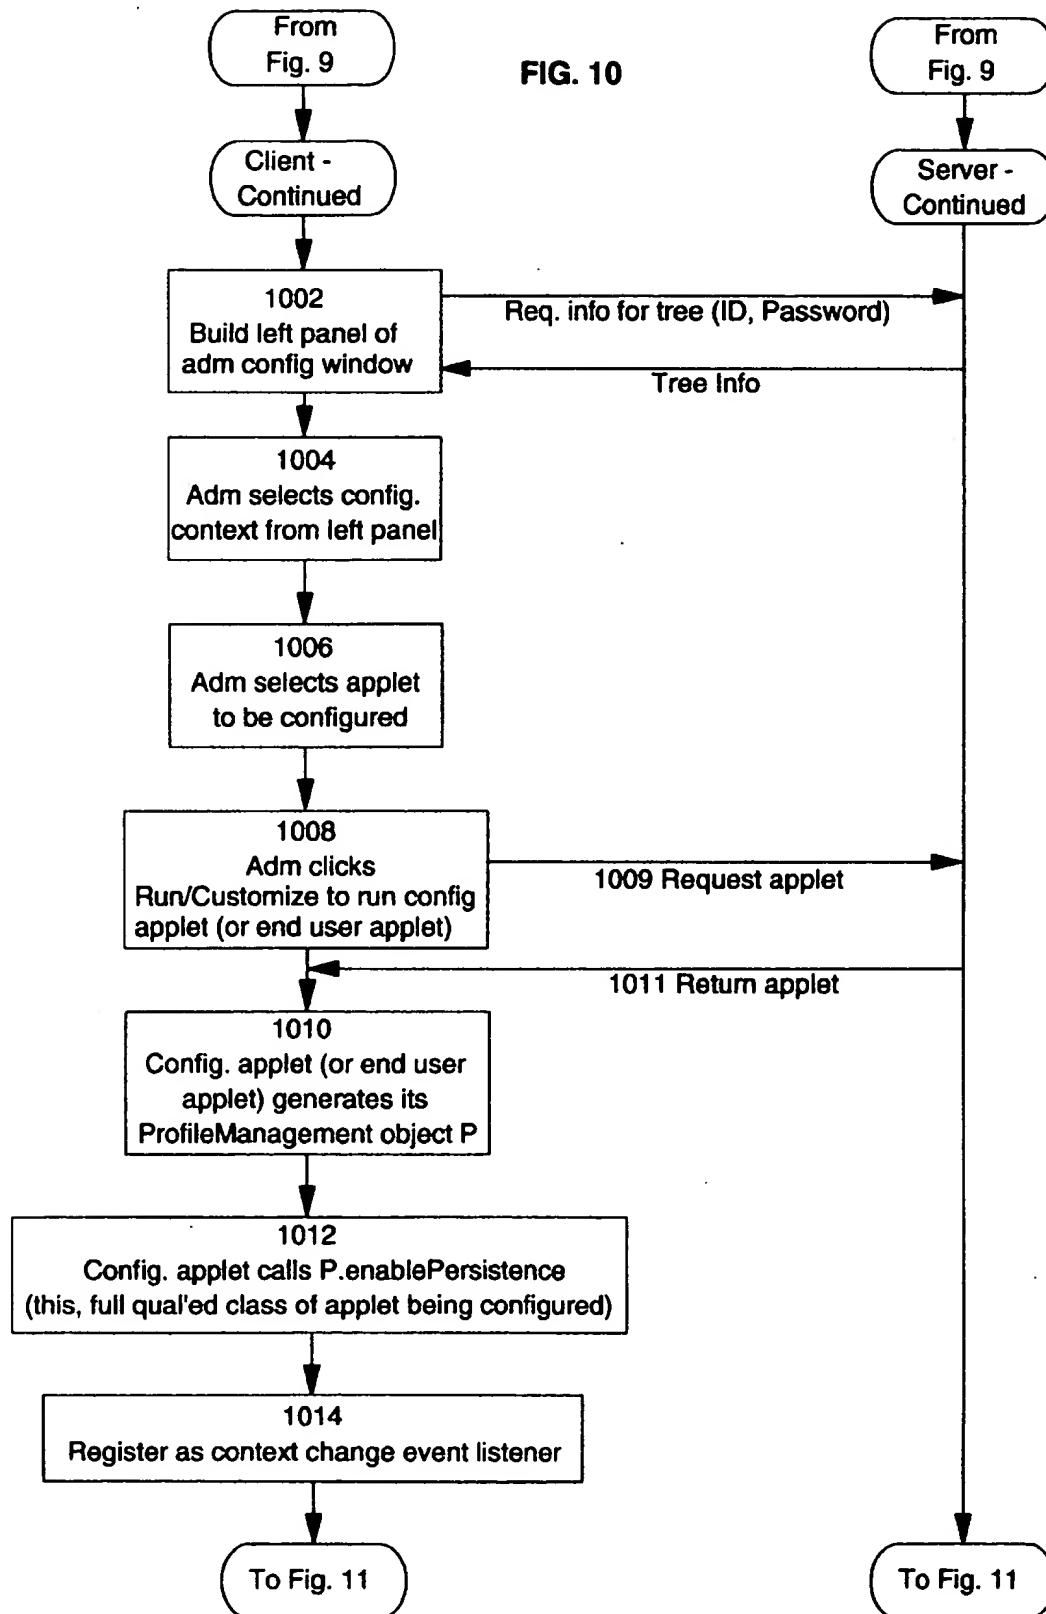 From
Fig. 9
FIG. 10
From
Fig. 9
Client -
Continued
Server -
Continued
1002
Build left panel of
adm config window
Req. info for tree (ID, Password)
Tree Info
1004
Adm selects config.
context from left panel
1006
Adm selects applet
to be configured
1008
Adm clicks
Run/Customize to run config
applet (or end user applet)
1009 Request applet
1011 Return applet
1010
Config. applet (or end user
applet) generates its
ProfileManagement object P
1012
Config. applet calls P.enablePersistence
(this, full qual'ed class of applet being configured)
1014
Register as context change event listener
To Fig. 11
To Fig. 11